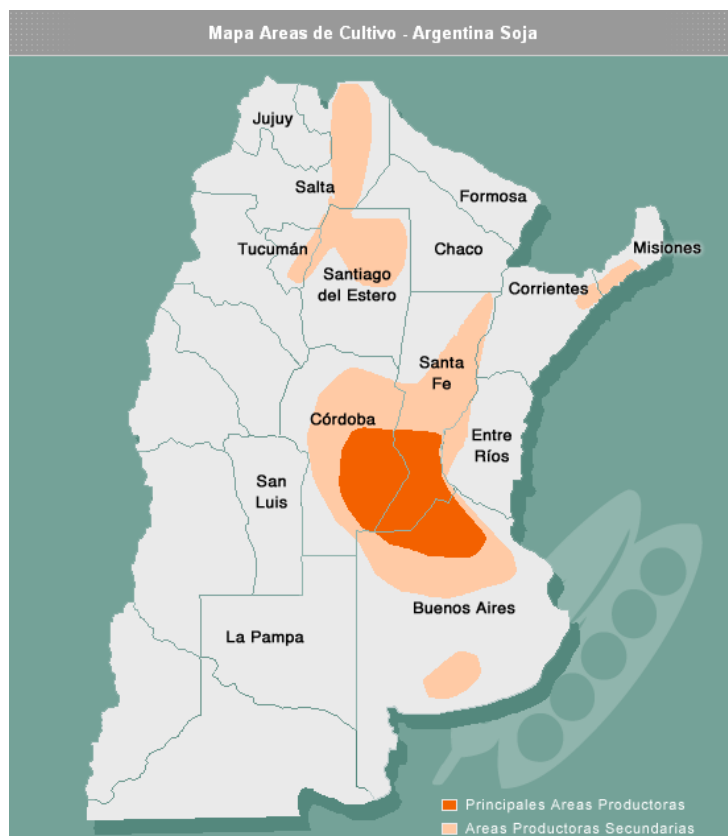 Mapa Areas de Cultivo - Argentina Soja
Jujuy
Salta
Formosa
Tucumán
Chaco
Misiones
Santiago
del Estero
Corrientes
Santa
Fe
Córdoba
Entre
Ríos
San
Luis
Buenos Aires
La Pampa
Principales Areas Productoras
Areas Productoras Secundarias